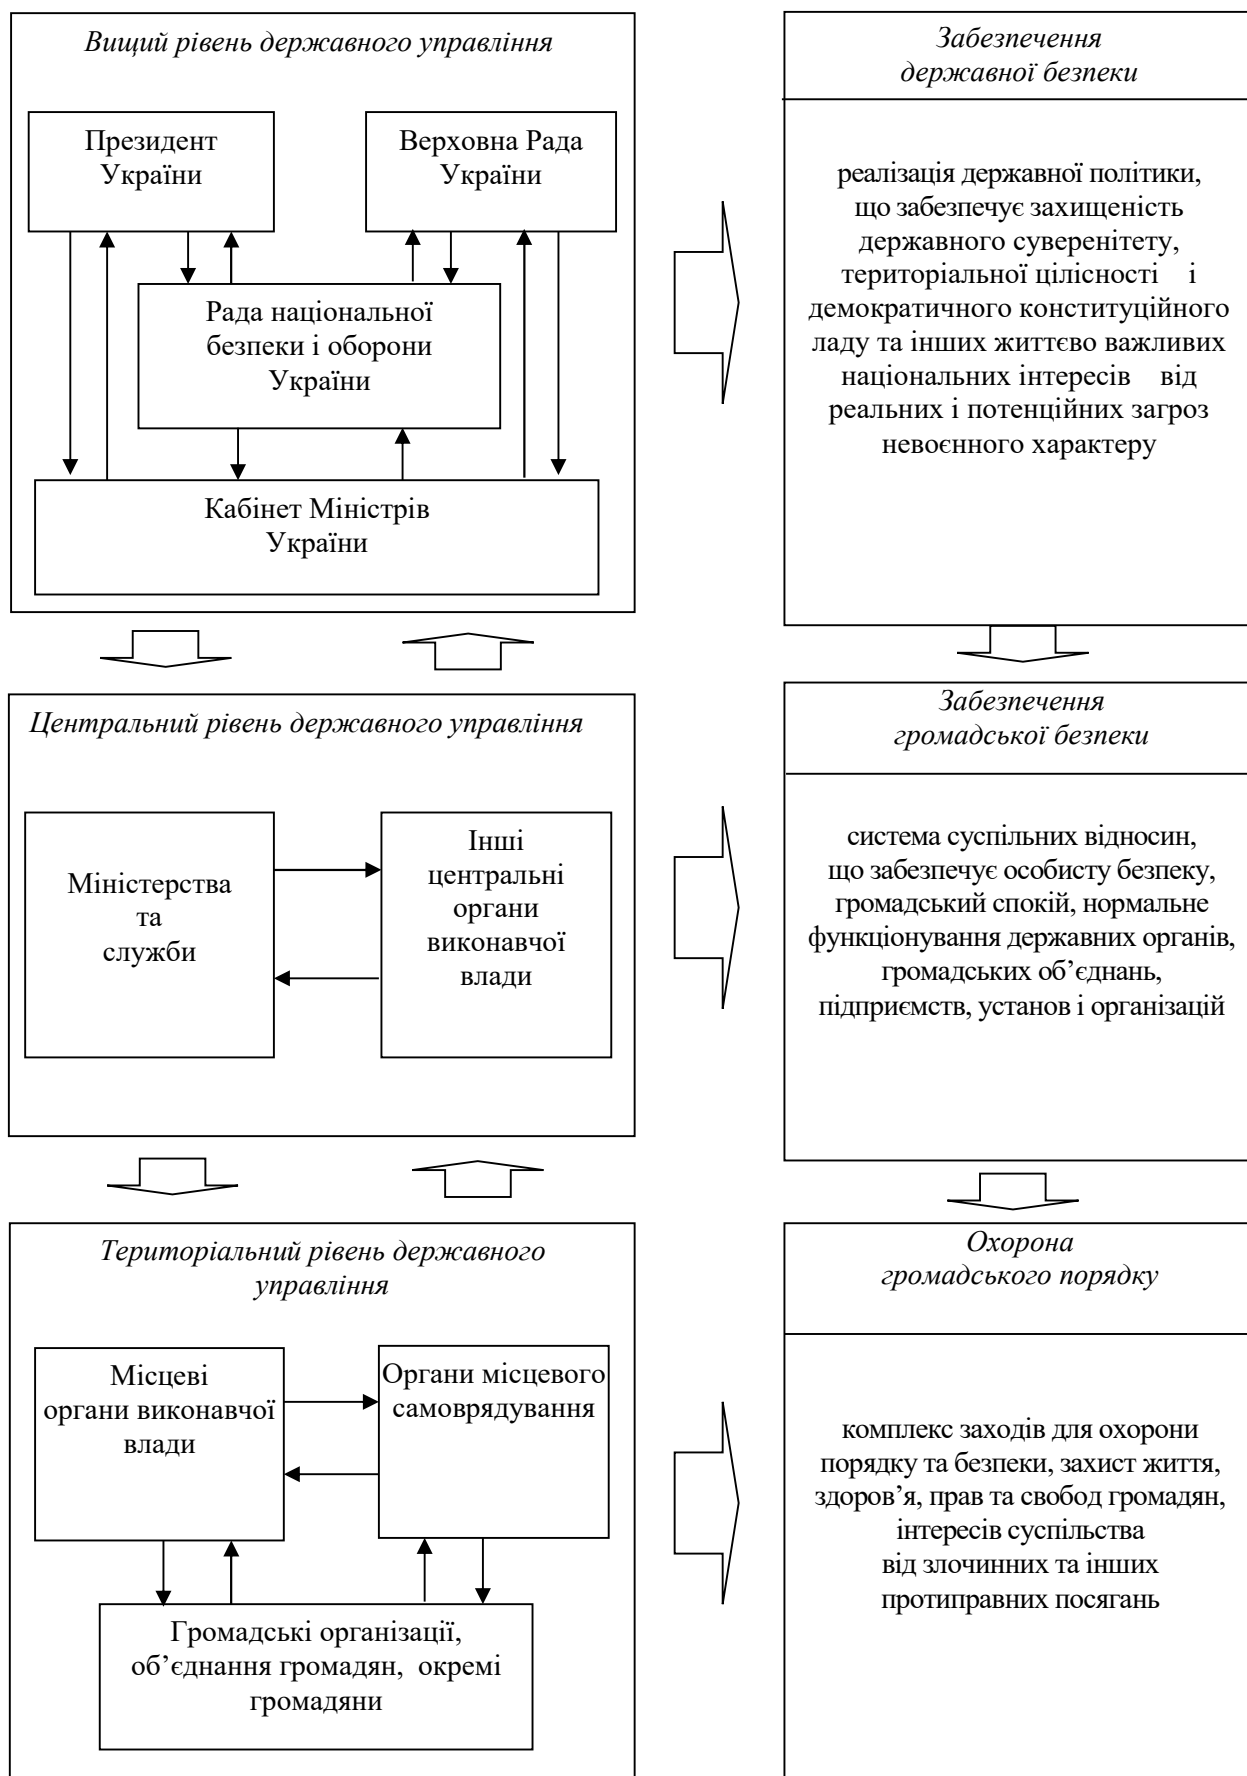 Вищий рівень державного управління
Президент
України
Верховна Рада
України
Рада національної
безпеки і оборони
України
Кабінет Міністрів
України
Забезпечення
державної безпеки
реалізація державної політики,
що забезпечує захищеність
державного суверенітету,
територіальної цілісності і
демократичного конституційного
ладу та інших життєво важливих
національних інтересів від
реальних і потенційних загроз
невоєнного характеру
Центральний рівень державного управління
Міністерства
та
служби
Інші
центральні
органи
виконавчої
влади
Забезпечення
громадської безпеки
система суспільних відносин,
що забезпечує особисту безпеку,
громадський спокій, нормальне
функціонування державних органів,
громадських об’єднань,
підприємств, установ і організацій
Територіальний рівень державного
управління
Місцеві
органи виконавчої
влади
Органи місцевого
самоврядування
Громадські організації,
об’єднання громадян, окремі
громадяни
Охорона
громадського порядку
комплекс заходів для охорони
порядку та безпеки, захист життя,
здоров’я, прав та свобод громадян,
інтересів суспільства
від злочинних та інших
протиправних посягань